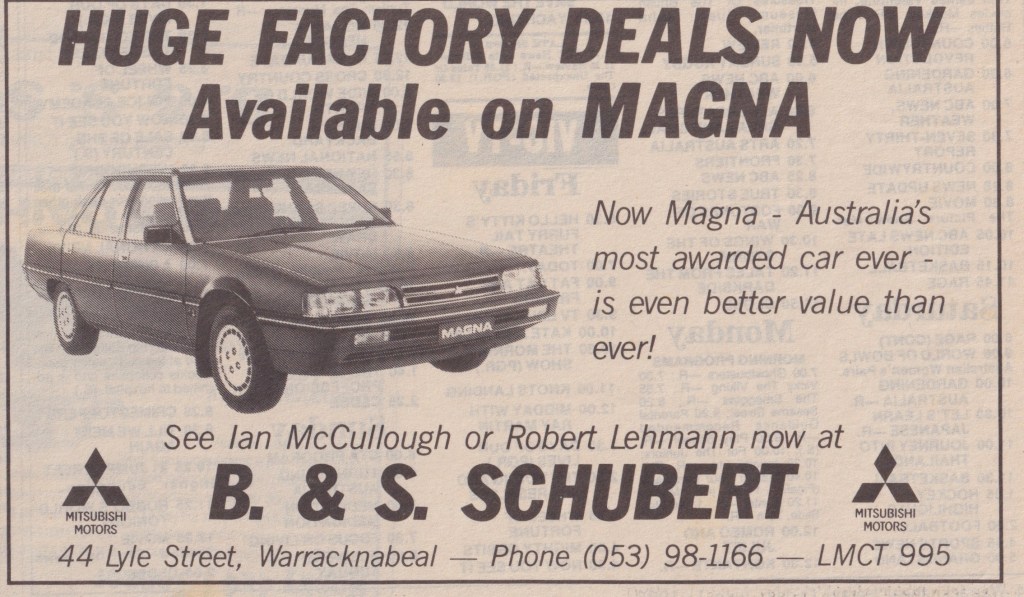 HUGE FACTORY DEALS NOW
Available on MAGNA
Now Magna - Australia's
most awarded car ever -
is even better value than
ever!
MAGNA
See Ian McCullough or Robert Lehmann now at
B. & S. SCHUBERT
MITSUBISHI
MOTORS
MITSUBISHI
MOTORS
44 Lyle Street, Warracknabeal — Phone (053) 98-1166 — LMCT 995